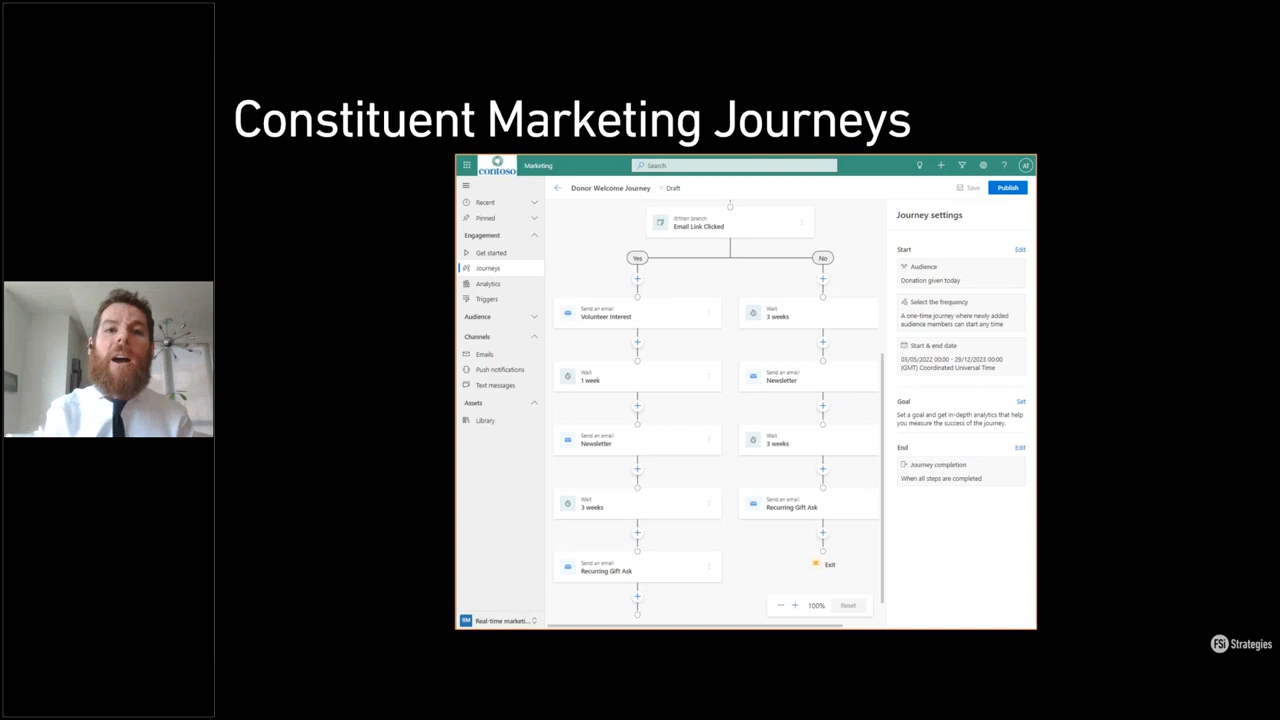 Constituent Marketing Journeys
contoso
Marketing
Search
AT
Donor Welcome Journey
Draft
Save
Publish
Recent
Pinned
Engagement
Get started
Journeys
Analytics
Triggers
Audience
Channels
Emails
Push notifications
Text messages
Assets
Library
RM
Real-time marketi...
If/then branch
Email Link Clicked
Yes
No
Send an email
Volunteer Interest
Wait
3 weeks
Wait
1 week
Send an email
Newsletter
Send an email
Newsletter
Wait
3 weeks
Wait
3 weeks
Send an email
Recurring Gift Ask
Send an email
Recurring Gift Ask
Exit
100%
Reset
Journey settings
Start
Edit
Audience
Donation given today
Select the frequency
A one-time journey where newly added
audience members can start any time
Start & end date
03/05/2022 00:00 - 29/12/2023 00:00
(GMT) Coordinated Universal Time
Goal
Set
Set a goal and get in-depth analytics that help
you measure the success of the journey.
End
Edit
Journey completion
When all steps are completed
FSi Strategies